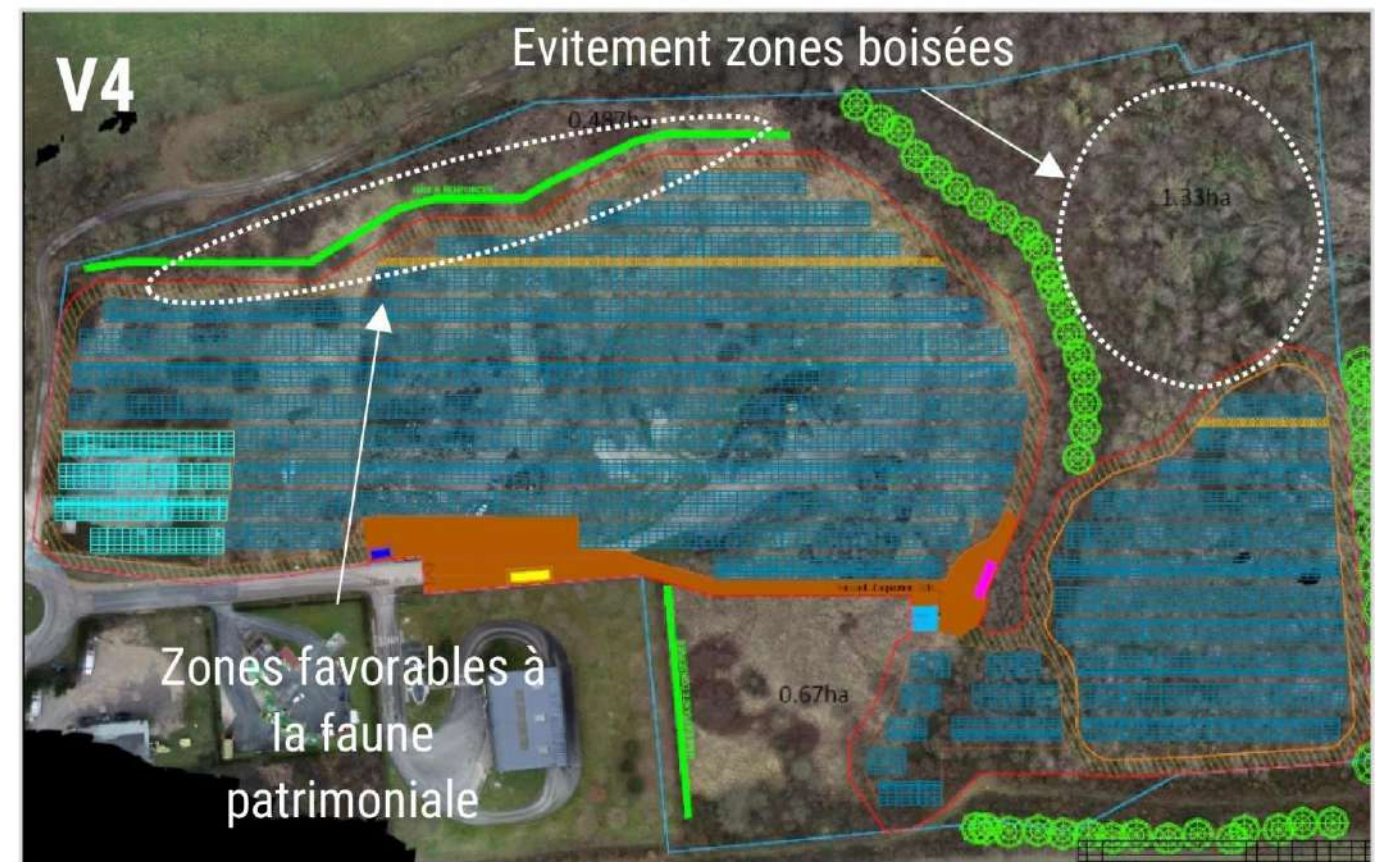 V4
Evitement zones boisées
0.487ha
1.33ha
0.67ha
Zones favorables à
la faune
patrimoniale